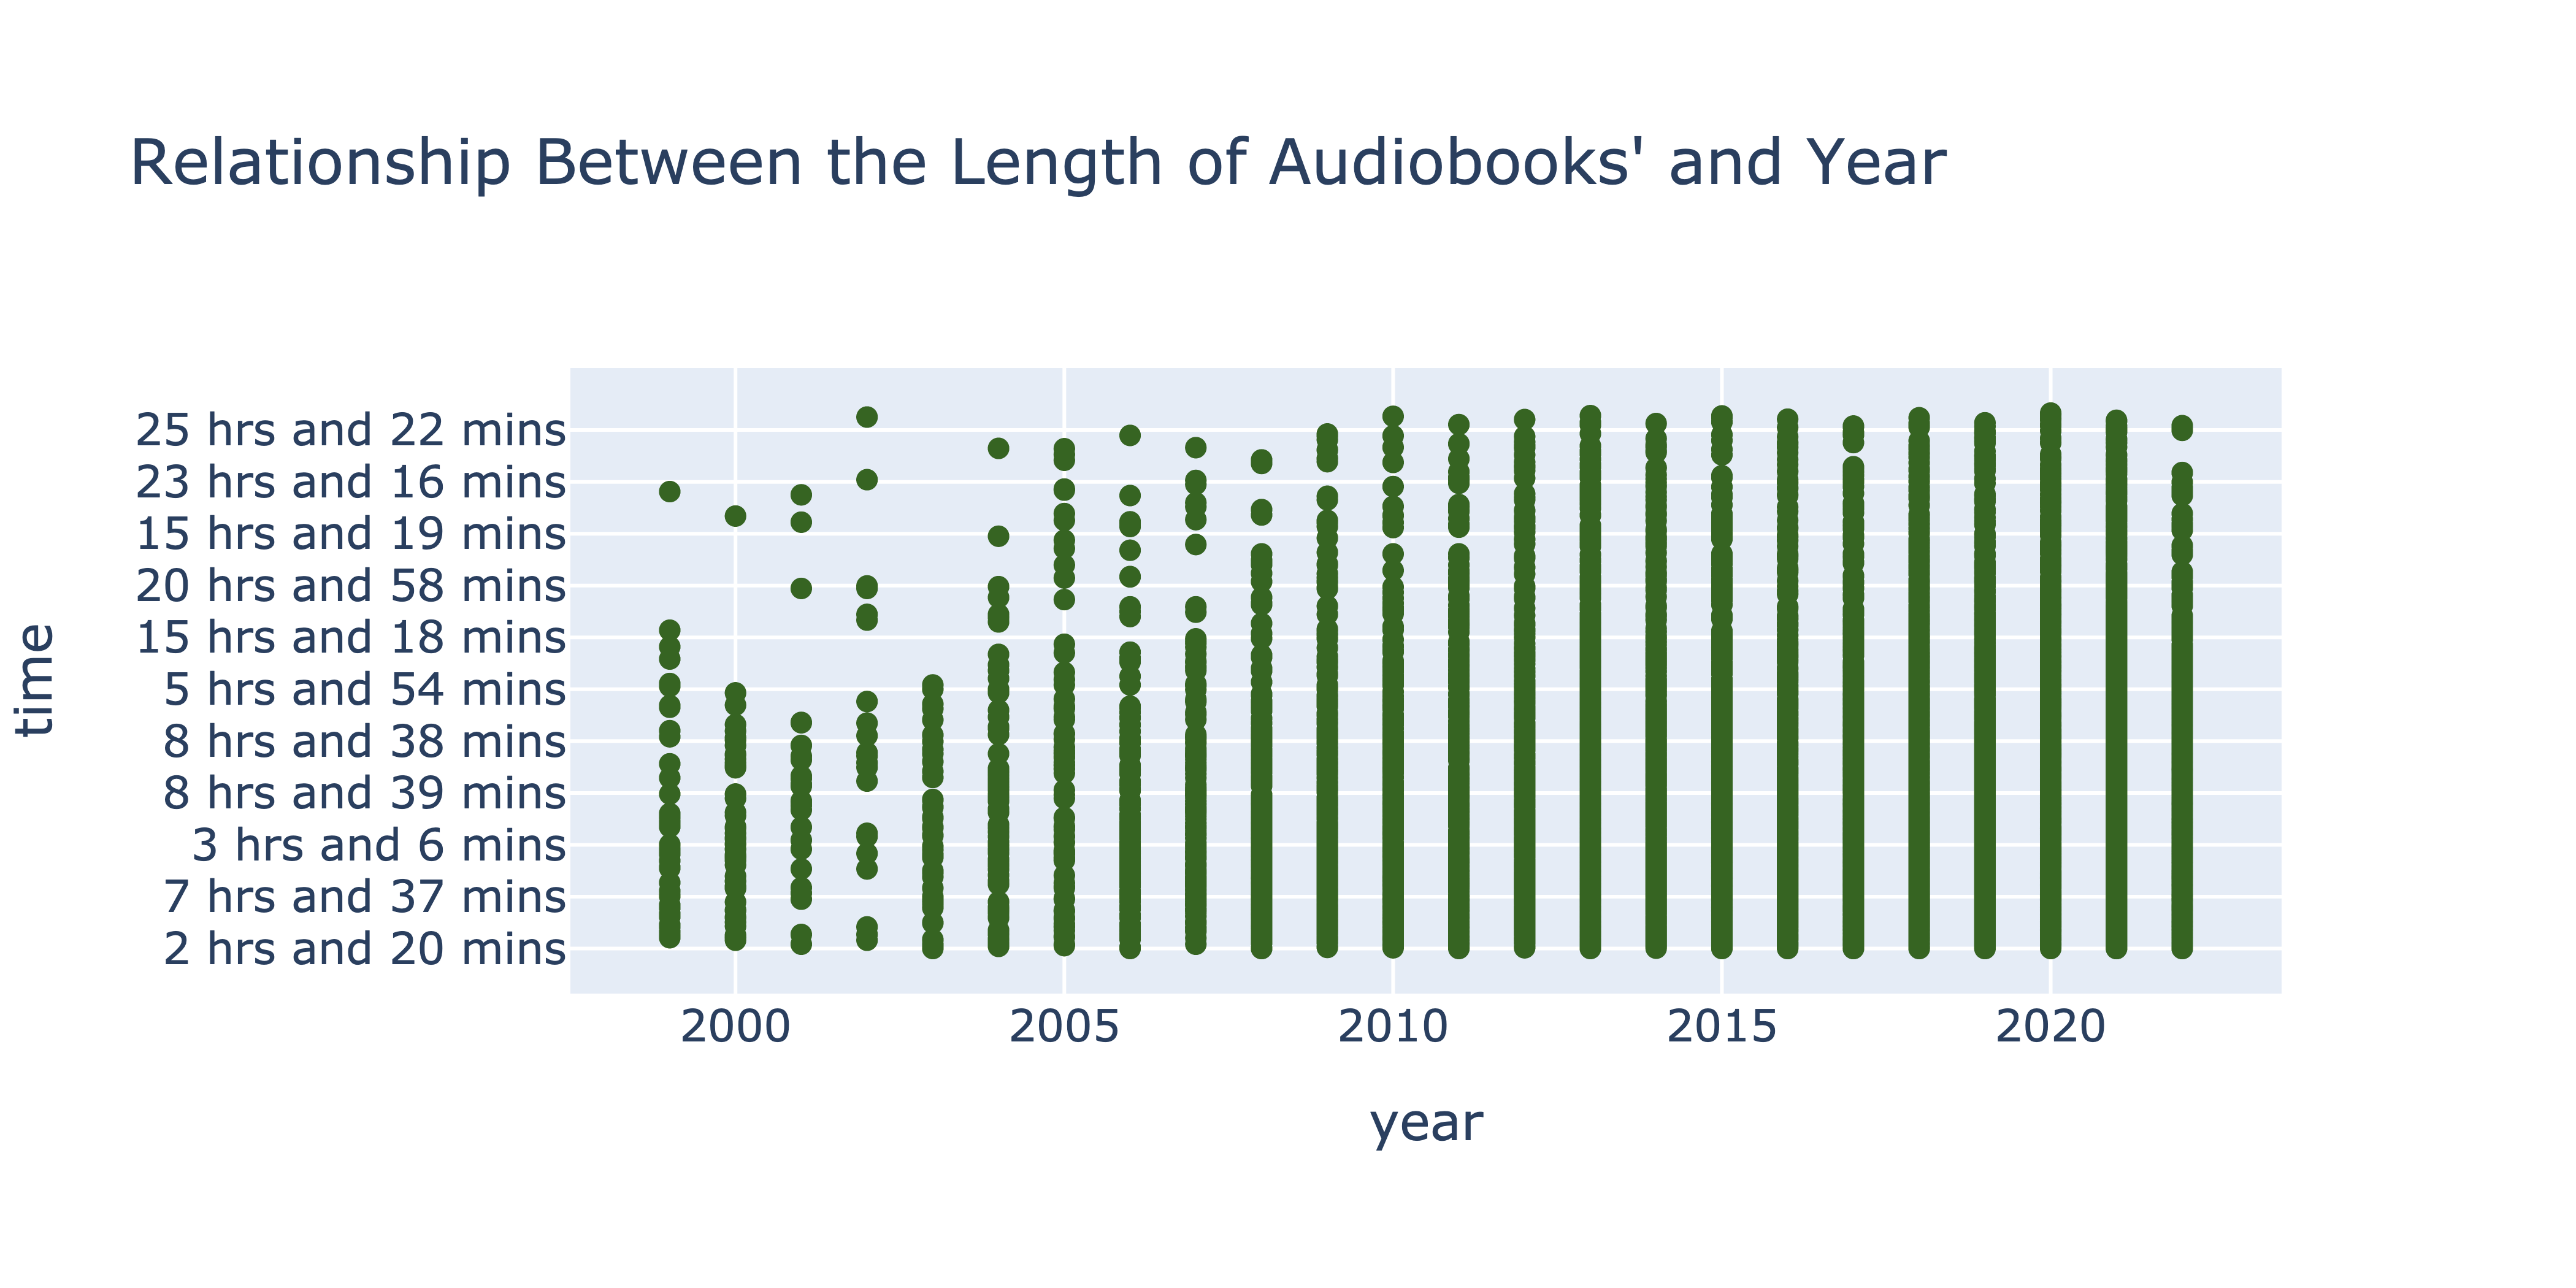 Relationship Between the Length of Audiobooks' and Year
25 hrs and 22 mins
23 hrs and 16 mins
15 hrs and 19 mins
20 hrs and 58 mins
15 hrs and 18 mins
5 hrs and 54 mins
8 hrs and 38 mins
8 hrs and 39 mins
3 hrs and 6 mins
7 hrs and 37 mins
2 hrs and 20 mins
time
2000 2005 2010 2015 2020
year